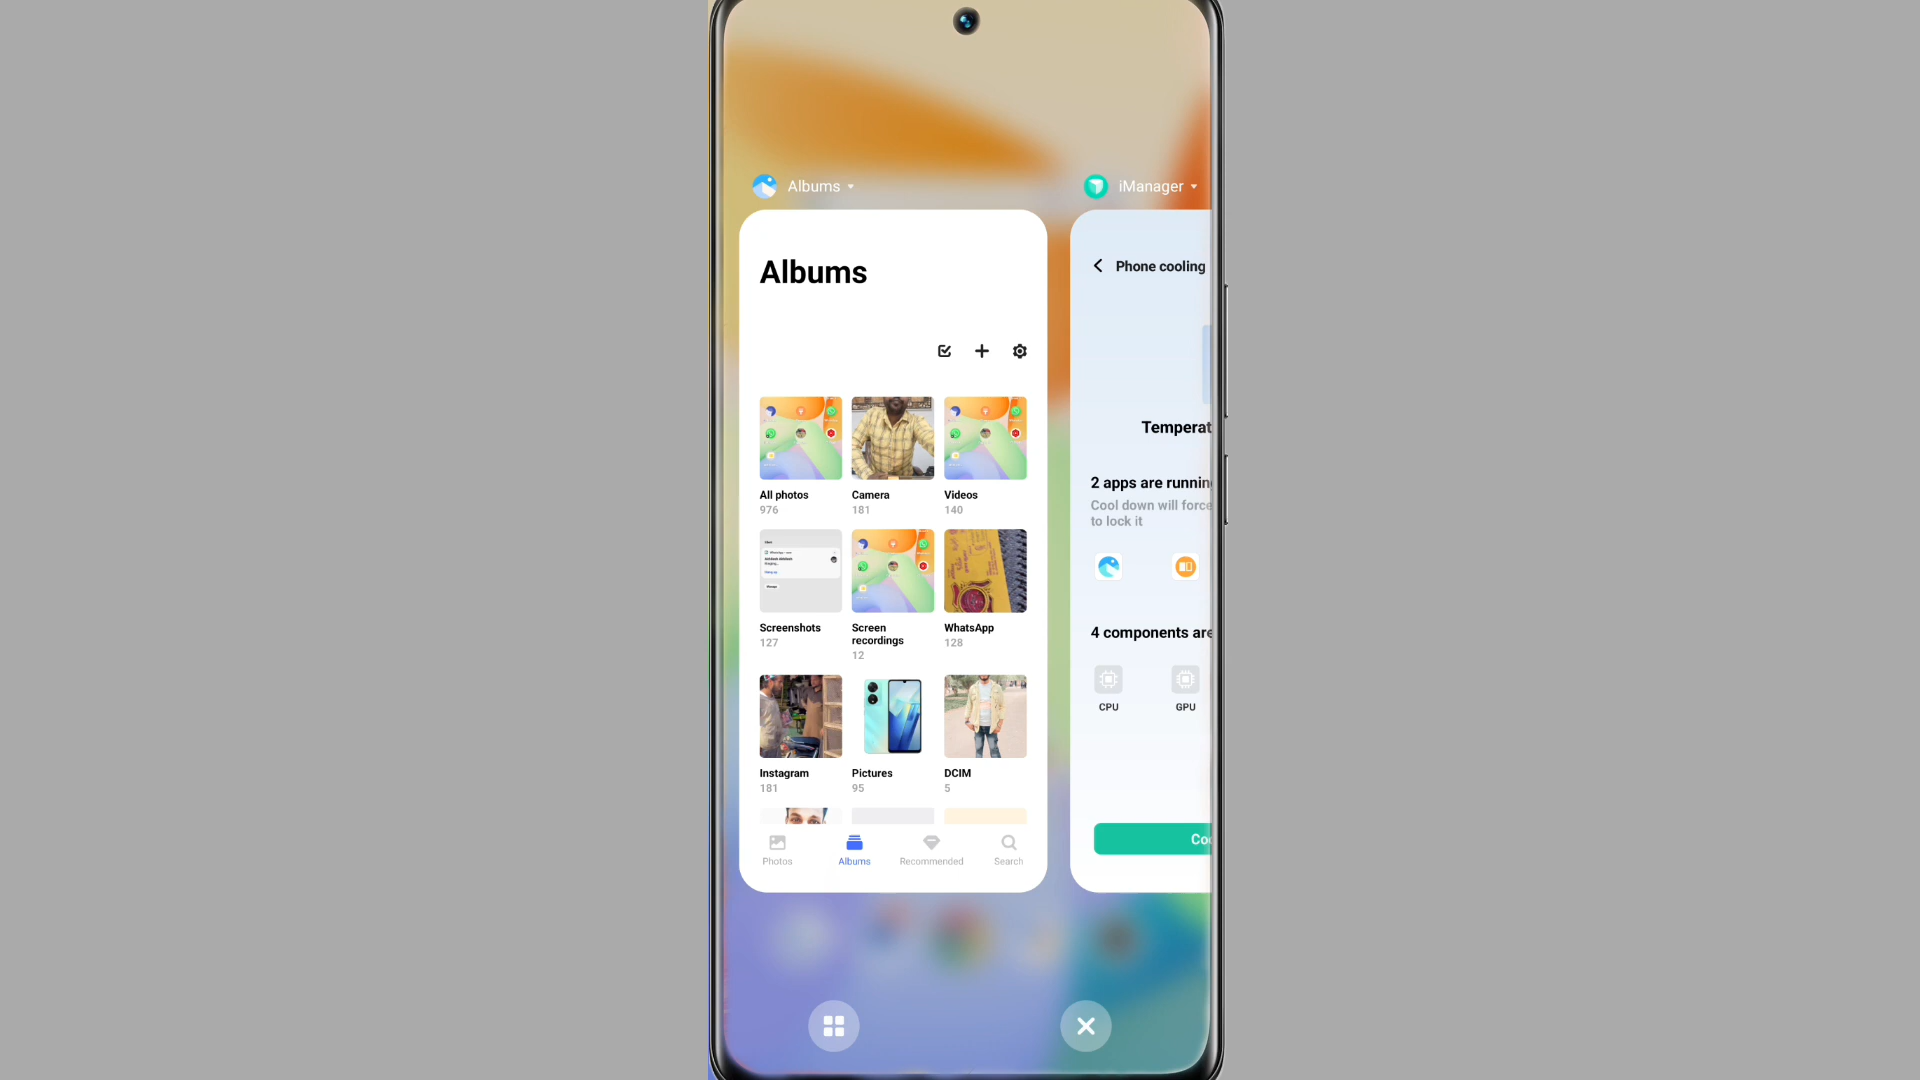 Albums
iManager
Albums
Phone cooling
Temperat
2 apps are runnin
Cool down will force
to lock it
All photos
976
Camera
181
Videos
140
Screenshots
127
Screen
recordings
12
WhatsApp
128
4 components are
CPU
GPU
Instagram
181
Pictures
95
DCIM
5
Coo
Photos
Albums
Recommended
Search